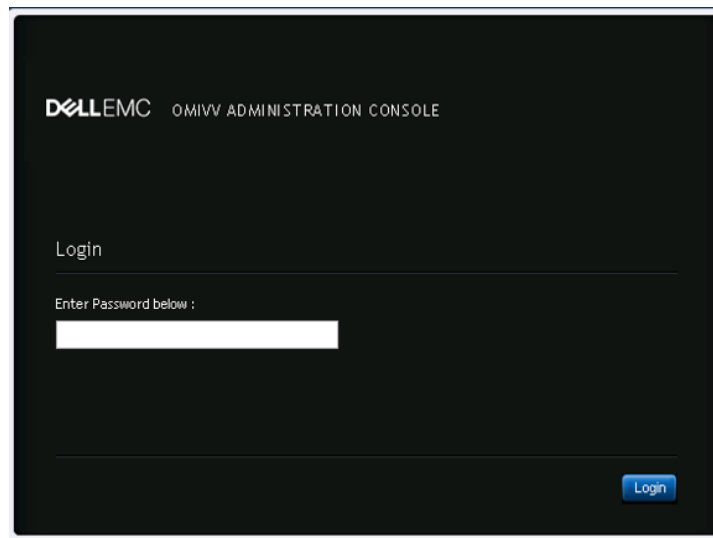 DELLEMC OMIVV ADMINISTRATION CONSOLE
Login
Enter Password below :
Login